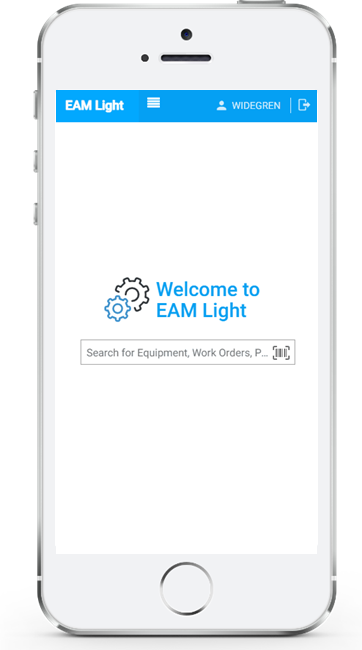 EAM Light
WIDEGREN
Welcome to
EAM Light
Search for Equipment, Work Orders, P...